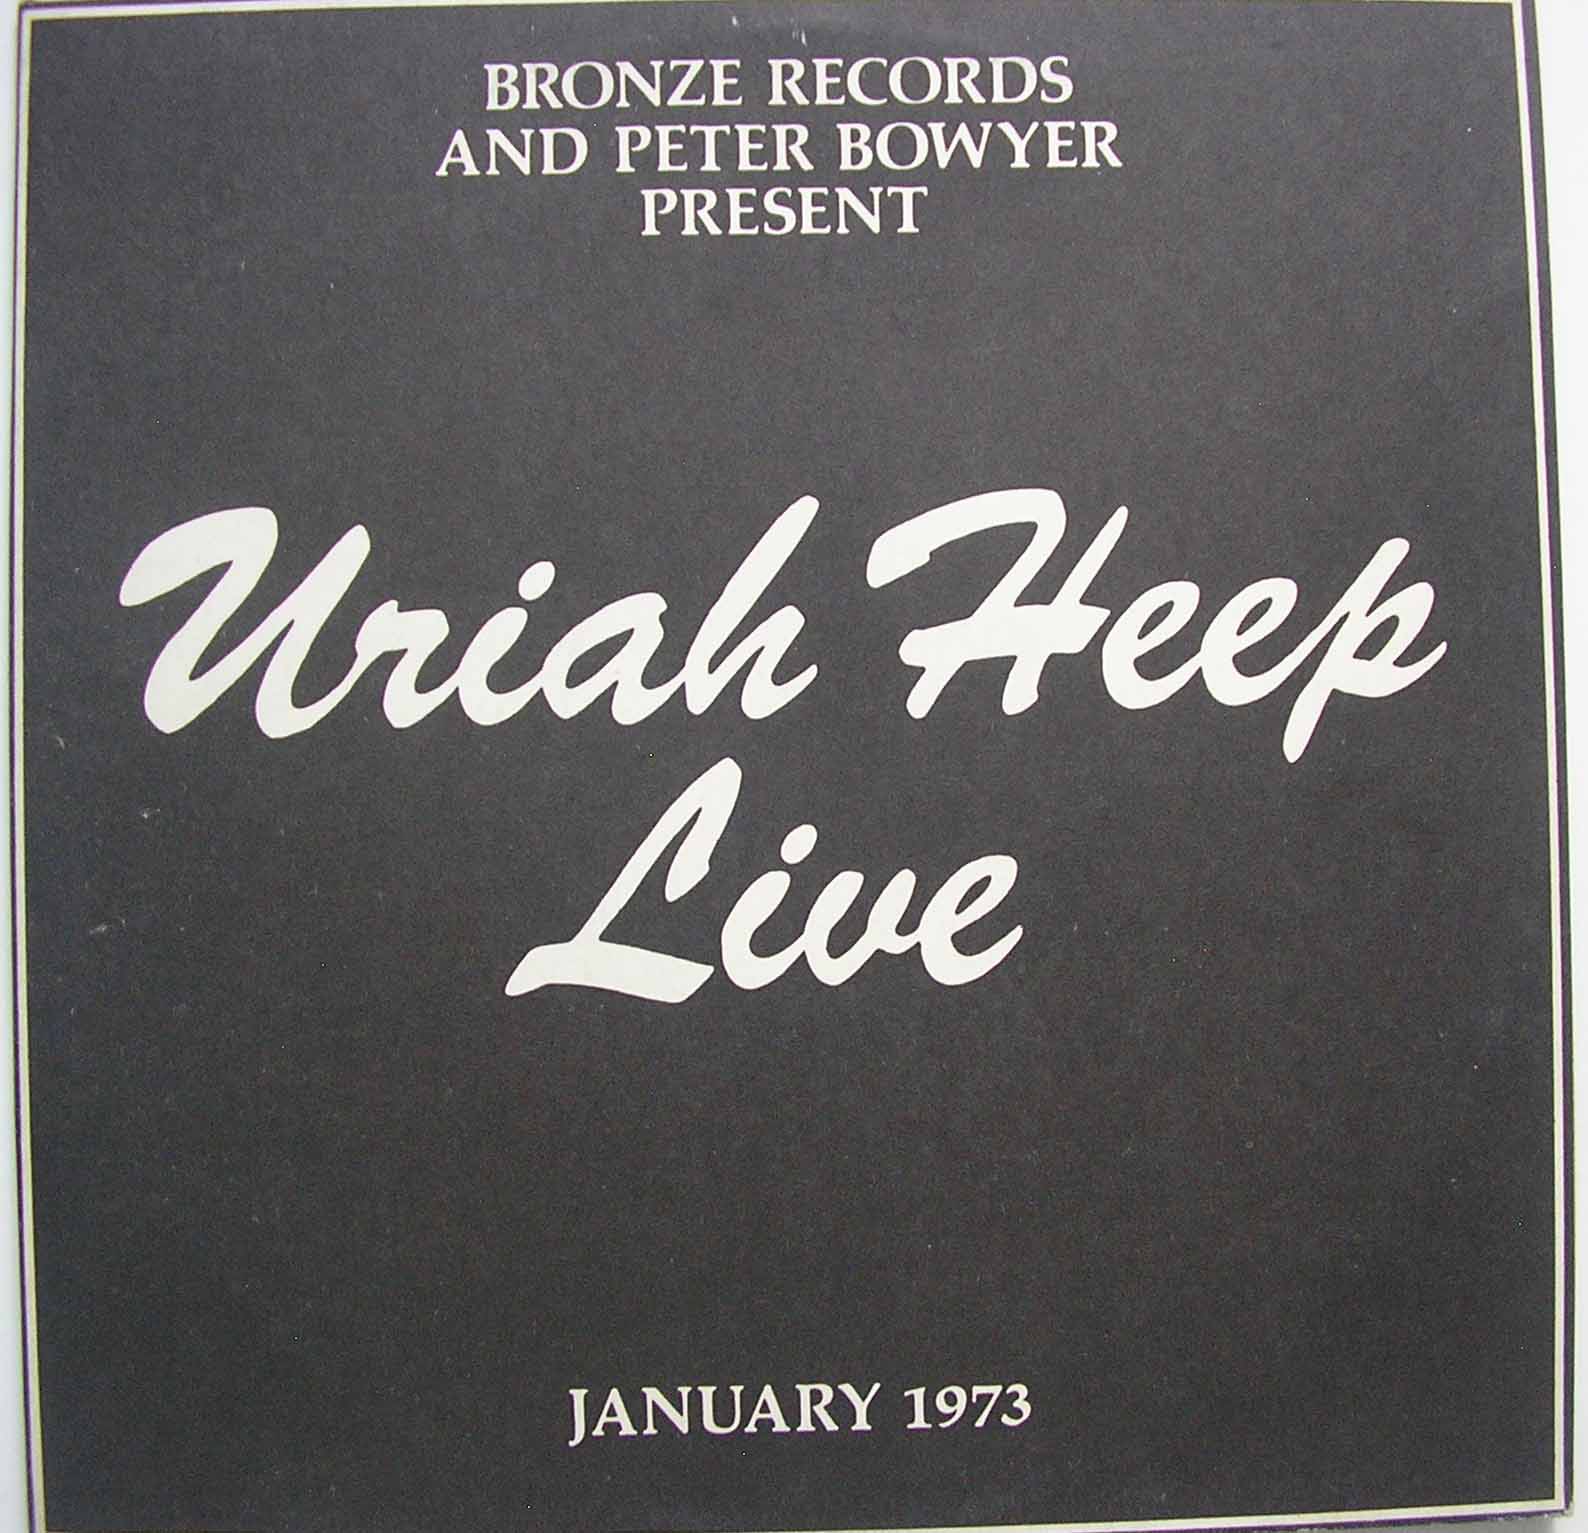 BRONZE RECORDS
AND PETER BOWYER
PRESENT
Uriah Heep
Live
JANUARY 1973